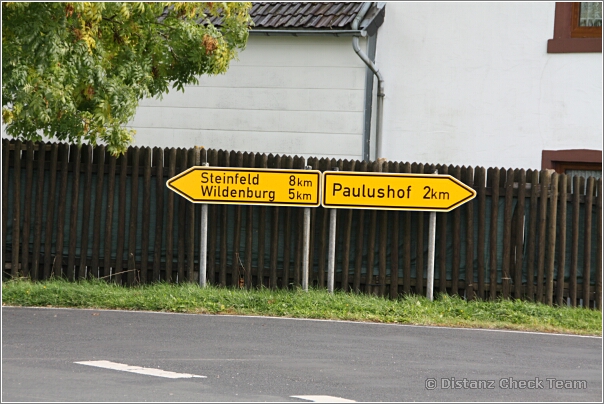 Steinfeld 8km
Wildenburg 5km
Paulushof 2km
© Distanz Check Team